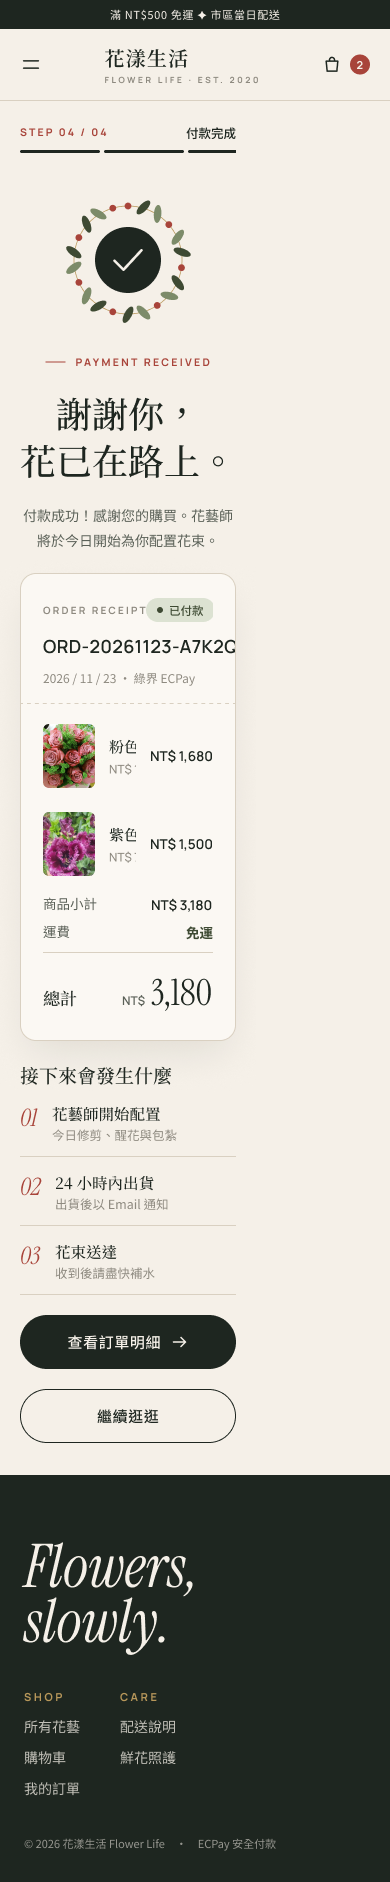 滿 NT$500 免運 ✦ 市區當日配送
花漾生活
FLOWER LIFE · EST. 2020
2
STEP 04 / 04
付款完成
PAYMENT RECEIVED
謝謝你，
花已在路上。
付款成功！感謝您的購買。花藝師
將於今日開始為你配置花束。
ORDER RECEIPT
已付款
ORD-20261123-A7K2Q
2026 / 11 / 23 · 綠界 ECPay
粉色
NT$ 1,680
NT$
紫色
NT$ 1,500
NT$
商品小計 NT$ 3,180
運費 免運
總計 NT$ 3,180
接下來會發生什麼
01 花藝師開始配置
今日修剪、醒花與包紮
02 24 小時內出貨
出貨後以 Email 通知
03 花束送達
收到後請盡快補水
查看訂單明細 →
繼續逛逛
Flowers,
slowly.
SHOP
所有花藝
購物車
我的訂單
CARE
配送說明
鮮花照護
© 2026 花漾生活 Flower Life · ECPay 安全付款